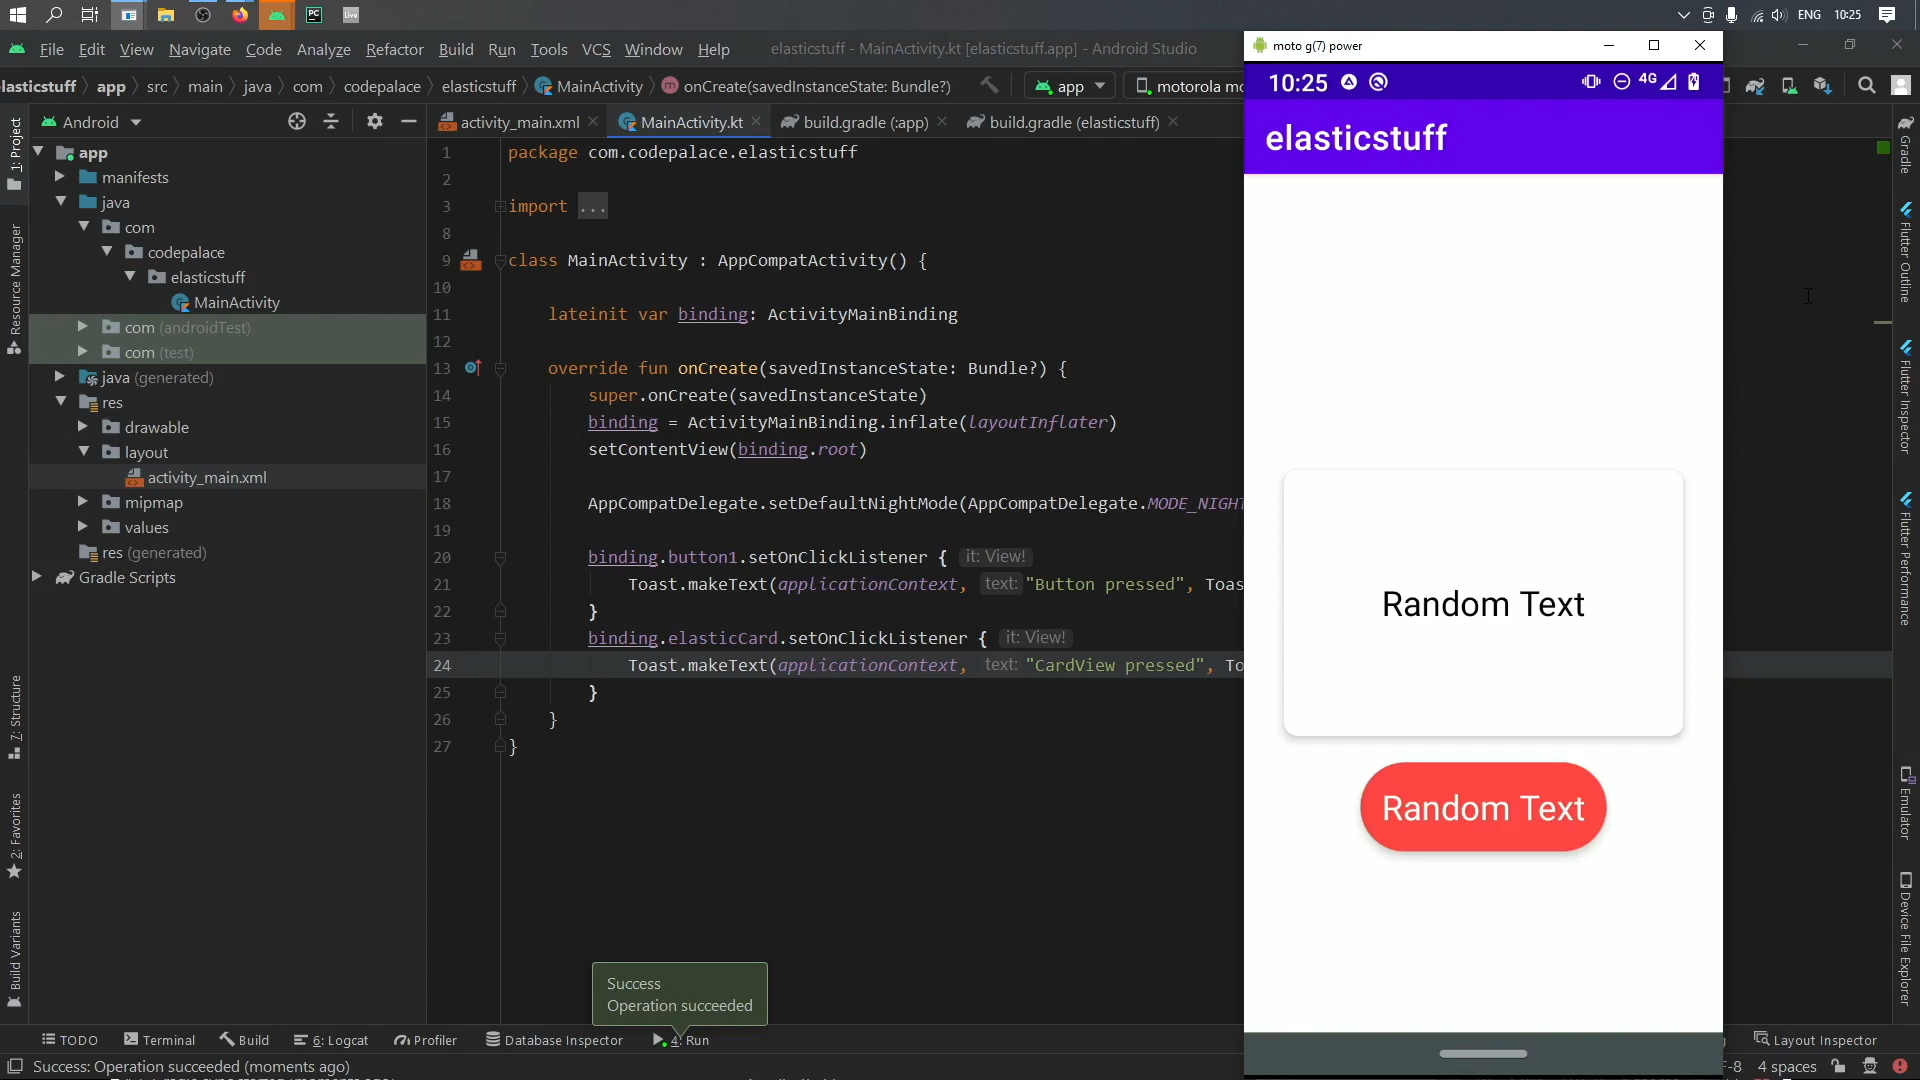 PC
Live
ENG
10:25
File Edit View Navigate Code Analyze Refactor Build Run Tools VCS Window Help
elasticstuff - MainActivity.kt [elasticstuff.app] - Android Studio
lasticstuff app src main java com codepalace elasticstuff MainActivity onCreate(savedInstanceState: Bundle?)
app
motorola mo
Android
activity_main.xml
MainActivity.kt
build.gradle (:app)
build.gradle (elasticstuff)
1: Project
Resource Manager
7: Structure
2: Favorites
Build Variants
app
manifests
java
com
codepalace
elasticstuff
MainActivity
com (androidTest)
com (test)
java (generated)
res
drawable
layout
activity_main.xml
mipmap
values
res (generated)
Gradle Scripts
1 package com.codepalace.elasticstuff
2
3 import ...
8
9 class MainActivity : AppCompatActivity() {
10
11 lateinit var binding: ActivityMainBinding
12
13 override fun onCreate(savedInstanceState: Bundle?) {
14 super.onCreate(savedInstanceState)
15 binding = ActivityMainBinding.inflate(layoutInflater)
16 setContentView(binding.root)
17
18 AppCompatDelegate.setDefaultNightMode(AppCompatDelegate.MODE_NIGHT
19
20 binding.button1.setOnClickListener { it: View!
21 Toast.makeText(applicationContext, text: "Button pressed", Toas
22 }
23 binding.elasticCard.setOnClickListener { it: View!
24 Toast.makeText(applicationContext, text: "CardView pressed", To
25 }
26 }
27 }
moto g(7) power
10:25
4G
elasticstuff
Random Text
Random Text
Gradle
Flutter Outline
Flutter Inspector
Flutter Performance
Emulator
Device File Explorer
Success
Operation succeeded
TODO Terminal Build 6: Logcat Profiler Database Inspector 4: Run
Layout Inspector
Success: Operation succeeded (moments ago)
F-8 4 spaces